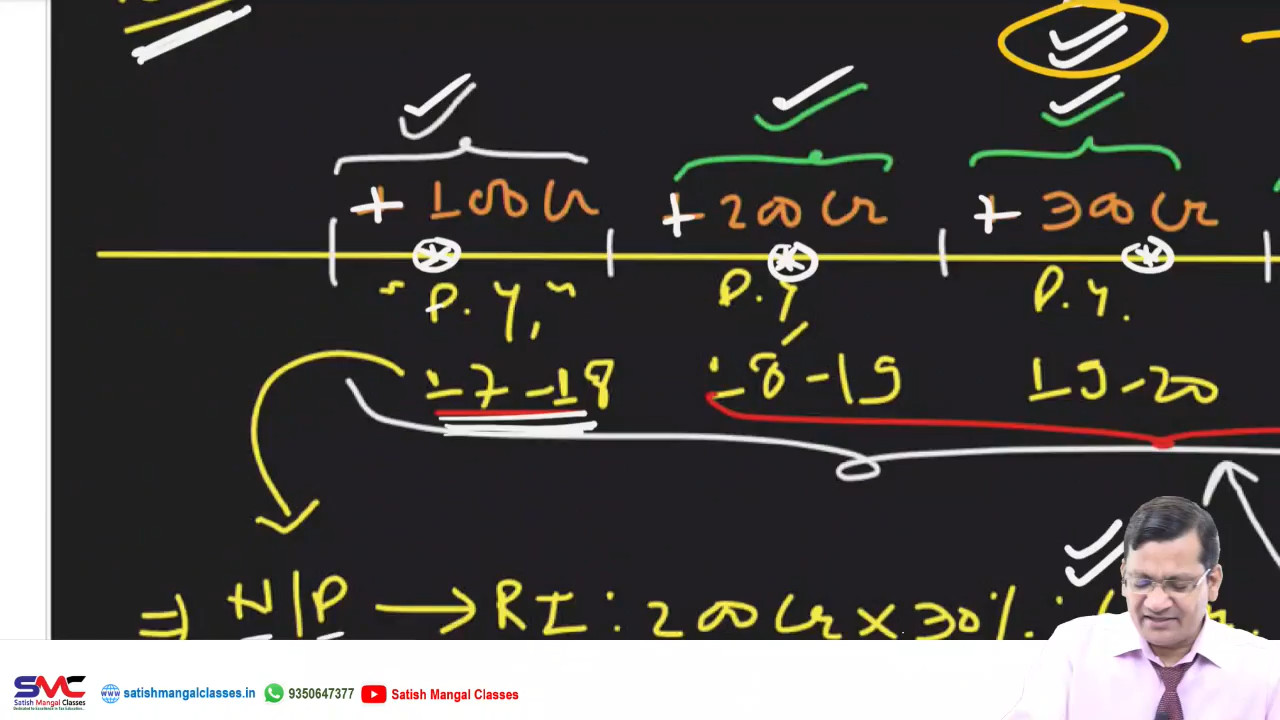 + 100 Cr + 200 Cr + 300 Cr
"P.Y." P.Y. P.Y.
17-18 18-19 19-20
⇒ N/P → RI: 200 Cr × 30% :
SMC
Satish Mangal Classes
satishmangalclasses.in 9350647377 Satish Mangal Classes